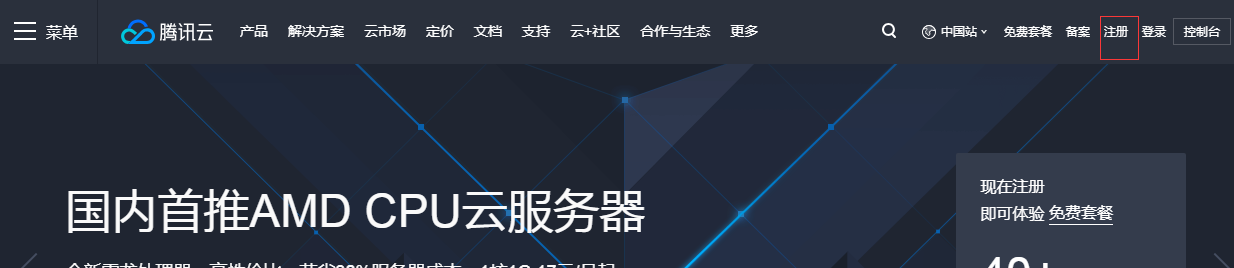 菜单 腾讯云 产品 解决方案 云市场 定价 文档 支持 云+社区 合作与生态 更多 中国站 免费套餐 备案 注册 登录 控制台
国内首推AMD CPU云服务器
现在注册
即可体验 免费套餐